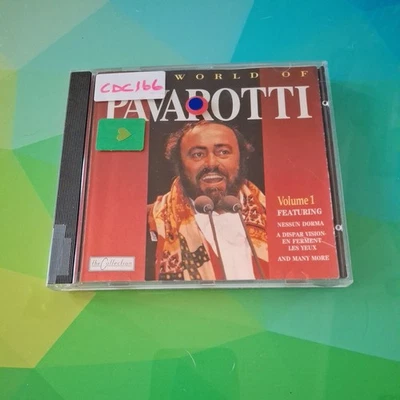 CDC166
WORLD OF
PAVAROTTI
Volume 1
FEATURING
NESSUN DORMA
A DISPAR VISION
EN FERMENT
LES YEUX
AND MANY MORE
the Collection